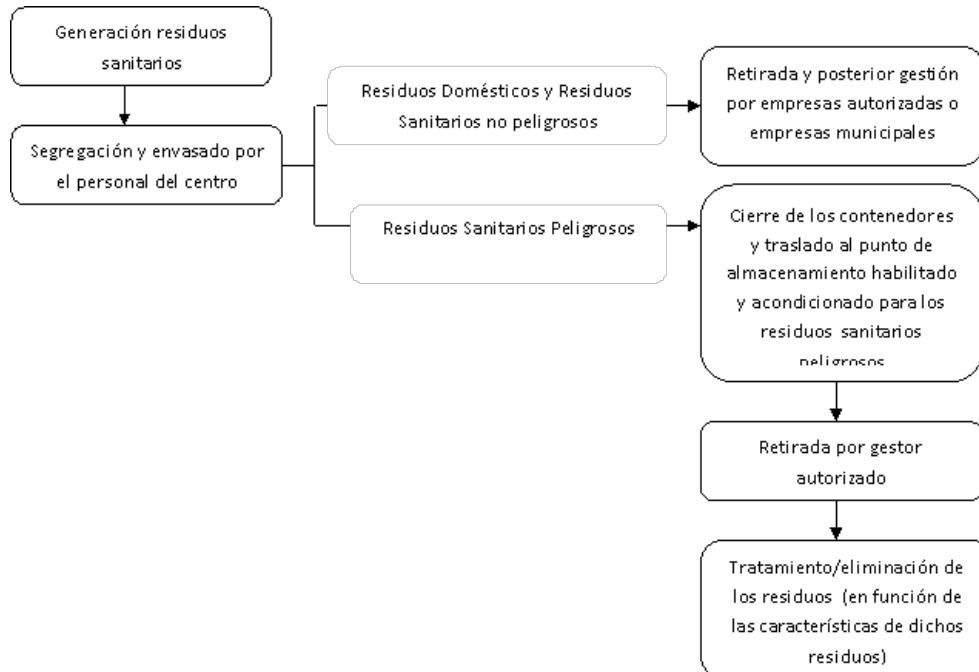 Generación residuos
sanitarios
Segregación y envasado por
el personal del centro
Residuos Domésticos y Residuos
Sanitarios no peligrosos
Retirada y posterior gestión
por empresas autorizadas o
empresas municipales
Residuos Sanitarios Peligrosos
Cierre de los contenedores
y traslado al punto de
almacenamiento habilitado
y acondicionado para los
residuos sanitarios
peligrosos
Retirada por gestor
autorizado
Tratamiento/eliminación de
los residuos (en función de
las características de dichos
residuos)